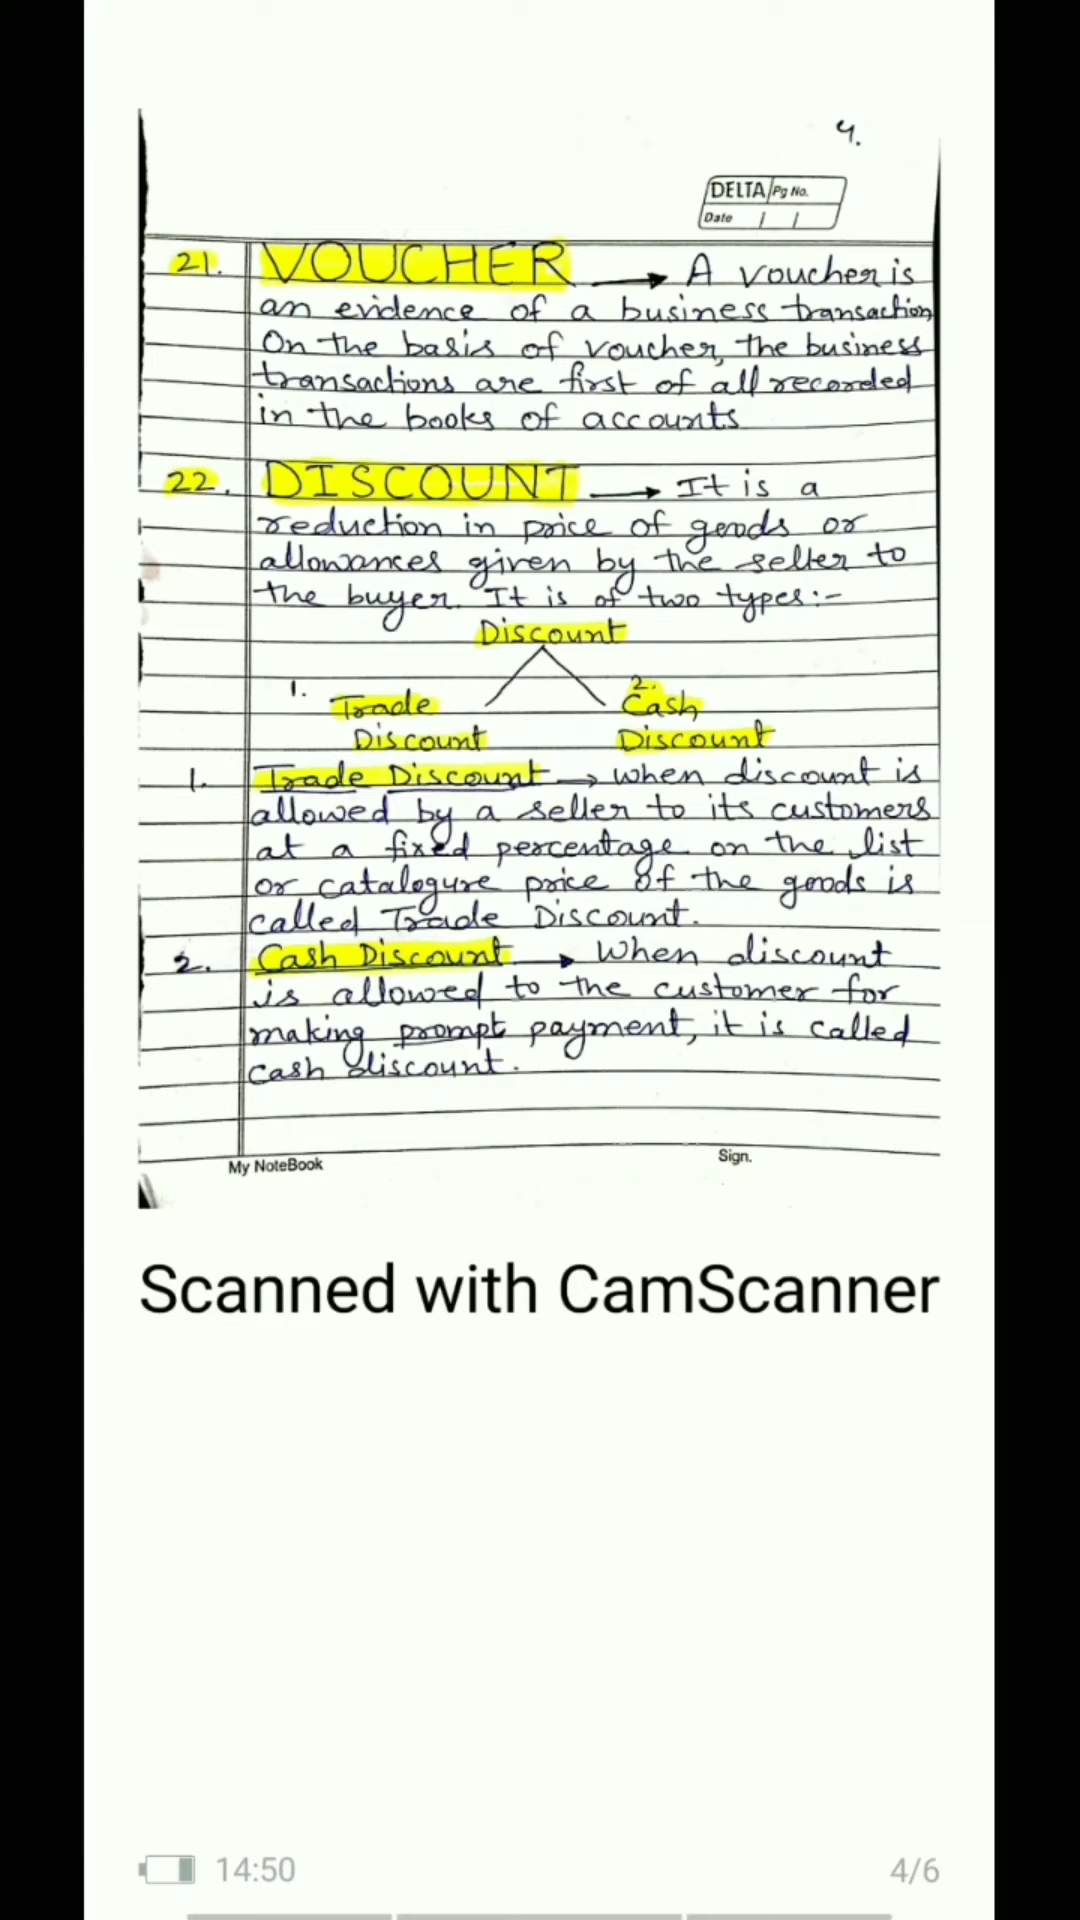 4.
DELTA Pg No.
Date / /
21. VOUCHER → A voucher is
an evidence of a business transaction
On the basis of voucher, the business
transactions are first of all recorded
in the books of accounts
22. DISCOUNT → It is a
reduction in price of goods or
allowances given by the seller to
the buyer. It is of two types:-
Discount
1. Trade 2. Cash
Discount Discount
1. Trade Discount → when discount is
allowed by a seller to its customers
at a fixed percentage on the list
or catalogure price of the goods is
called Trade Discount.
2. Cash Discount → When discount
is allowed to the customer for
making prompt payment, it is called
cash discount.
My NoteBook Sign.
Scanned with CamScanner
14:50 4/6